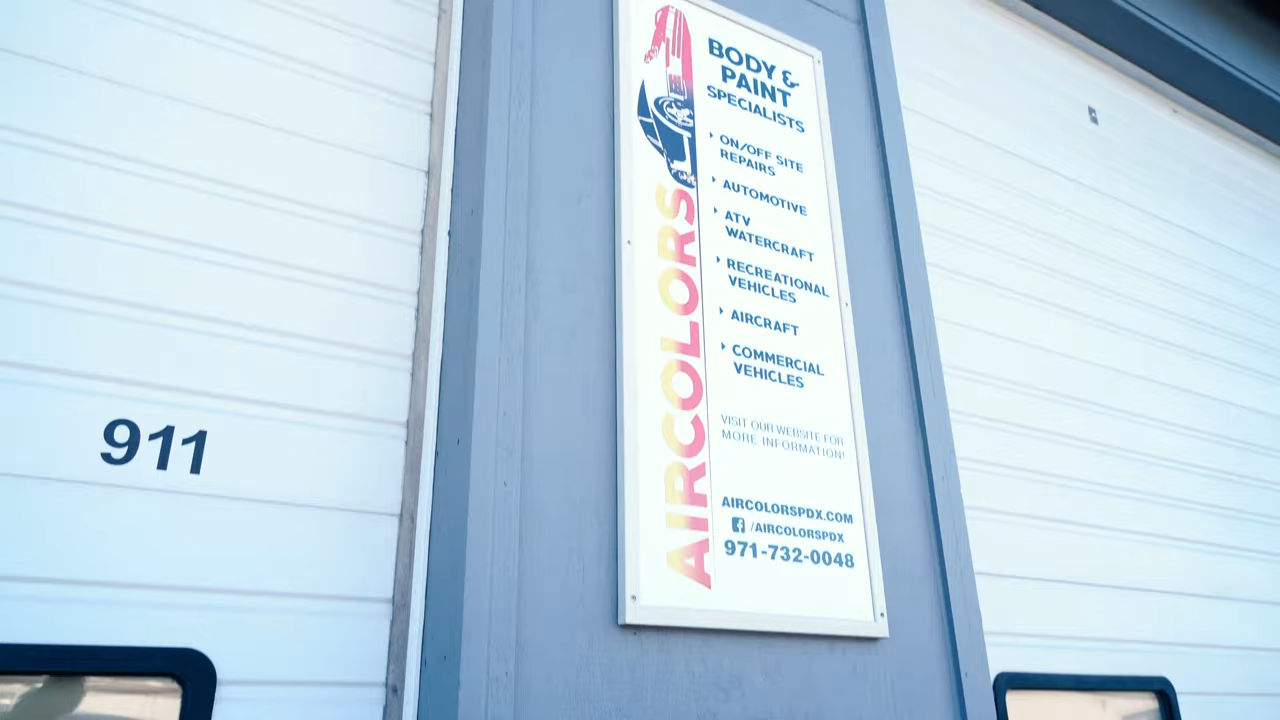 911
AIRCOLORS
BODY &
PAINT
SPECIALISTS
ON/OFF SITE
REPAIRS
AUTOMOTIVE
ATV
WATERCRAFT
RECREATIONAL
VEHICLES
AIRCRAFT
COMMERCIAL
VEHICLES
VISIT OUR WEBSITE FOR
MORE INFORMATION!
AIRCOLORSPDX.COM
/AIRCOLORSPDX
971-732-0048